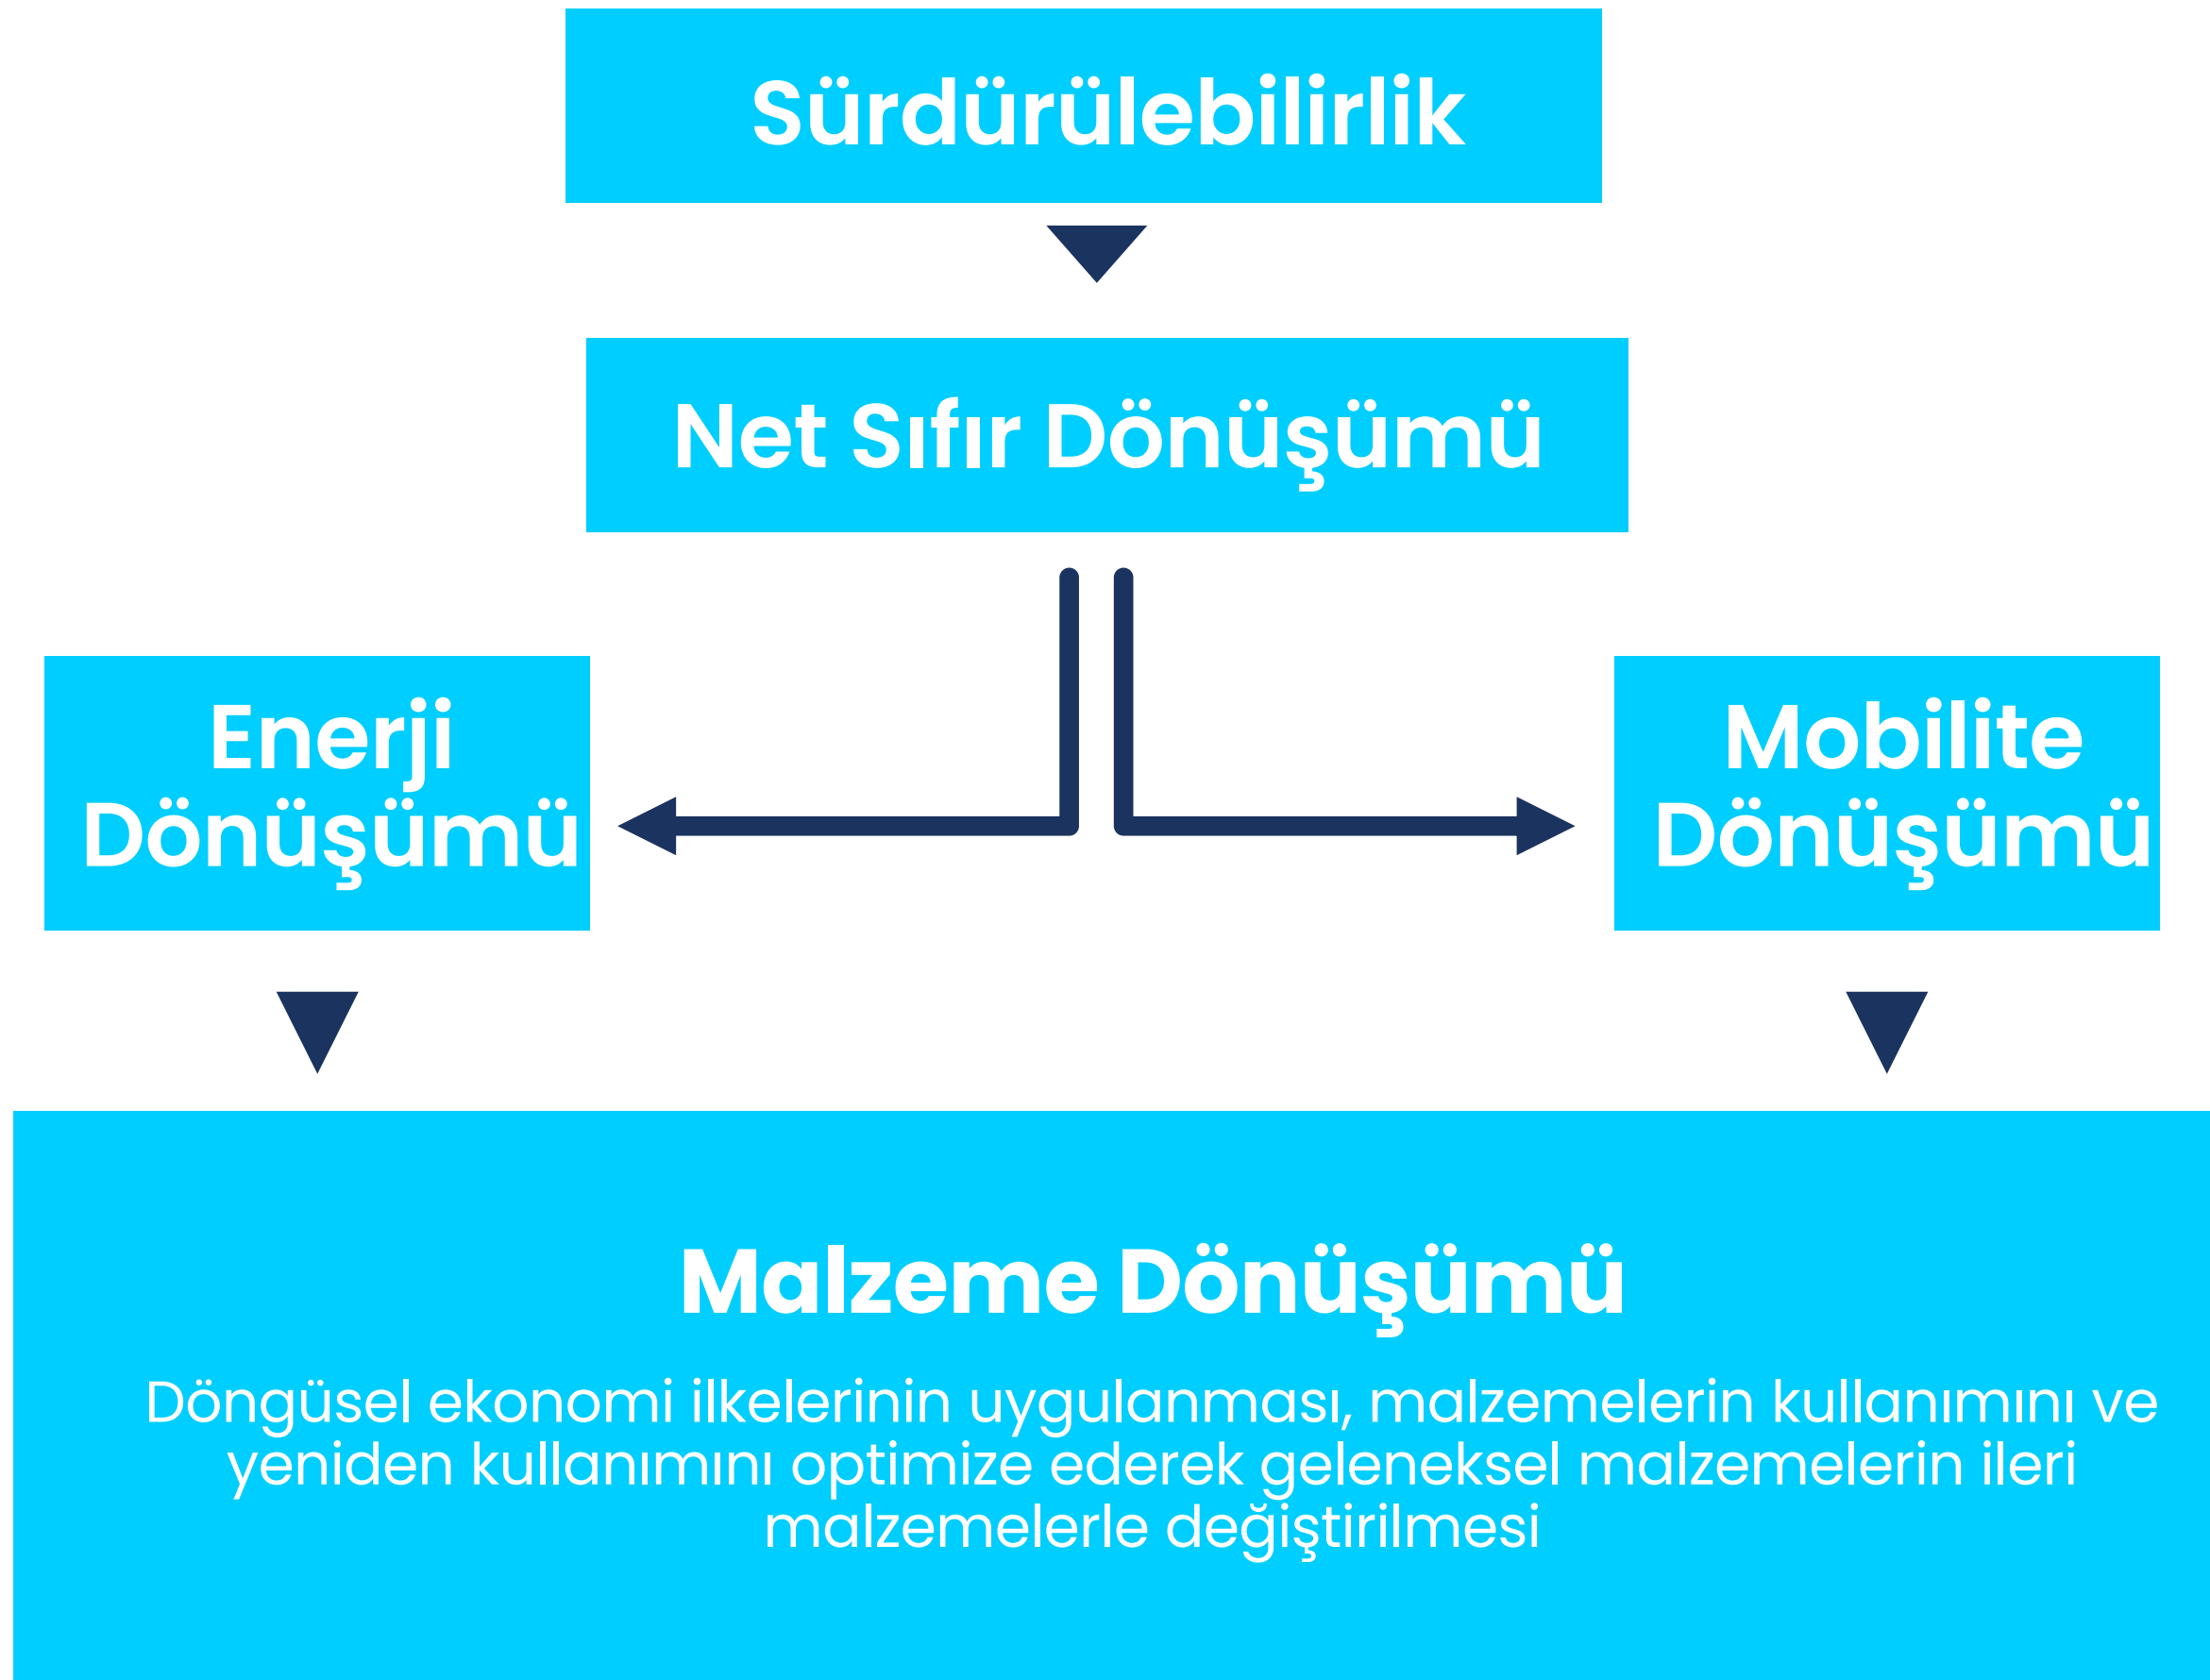 Sürdürülebilirlik
Net Sıfır Dönüşümü
Enerji
Dönüşümü
Mobilite
Dönüşümü
Malzeme Dönüşümü
Döngüsel ekonomi ilkelerinin uygulanması, malzemelerin kullanımını ve
yeniden kullanımını optimize ederek geleneksel malzemelerin ileri
malzemelerle değiştirilmesi